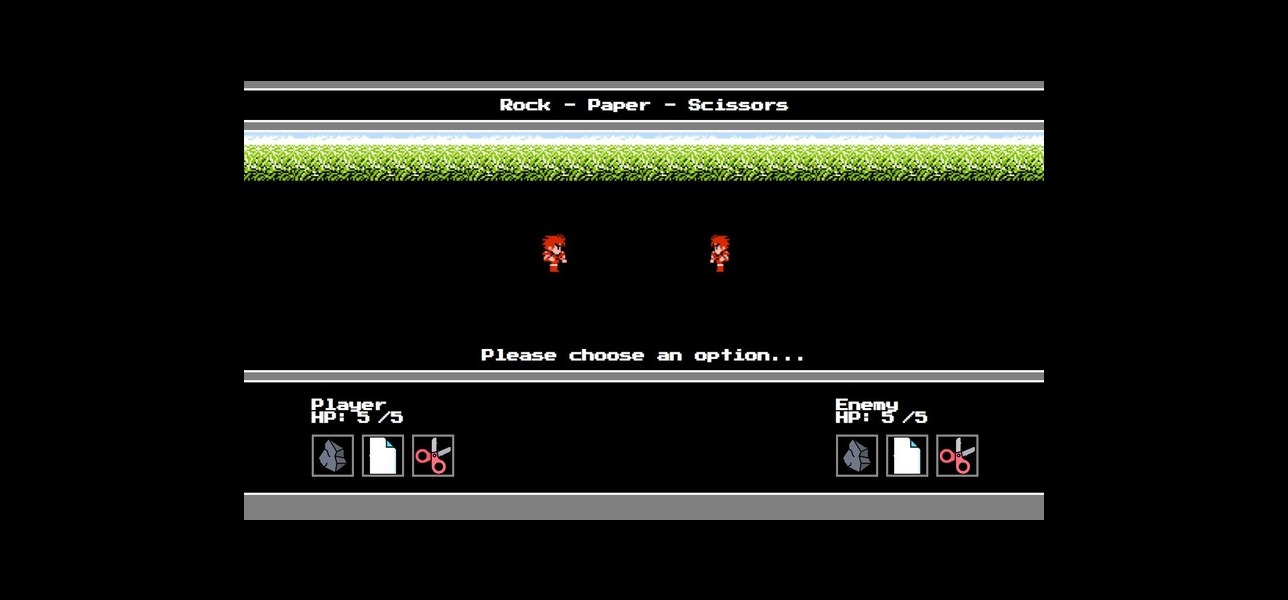 Rock - Paper - Scissors
Please choose an option...
Player
HP: 5 /5
Enemy
HP: 5 /5